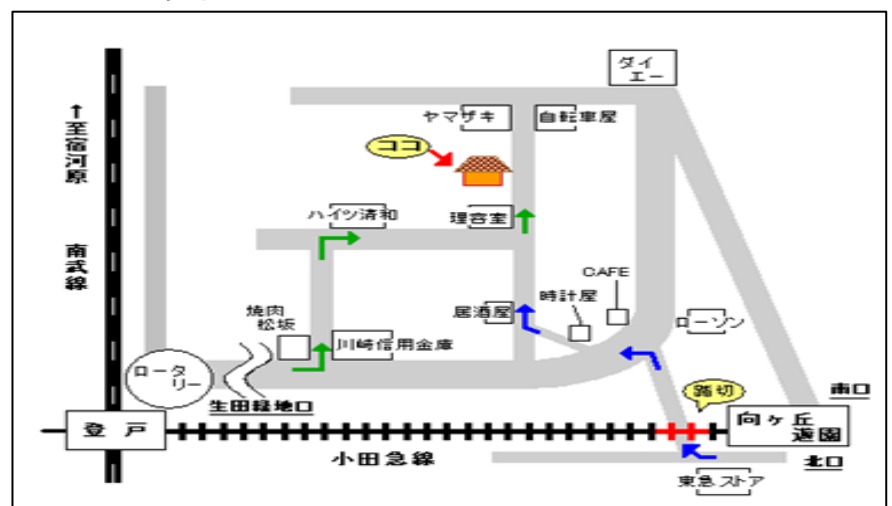 ダイ
エー
ヤマザキ
自転車屋
↑至宿河原
南武線
ココ
ハイツ清和
理容室
CAFE
時計屋
居酒屋
ローソン
焼肉
松坂
川崎信用金庫
ロータ
リー
生田緑地口
踏切
南口
登戸
向ヶ丘
遊園
小田急線
北口
東急ストア